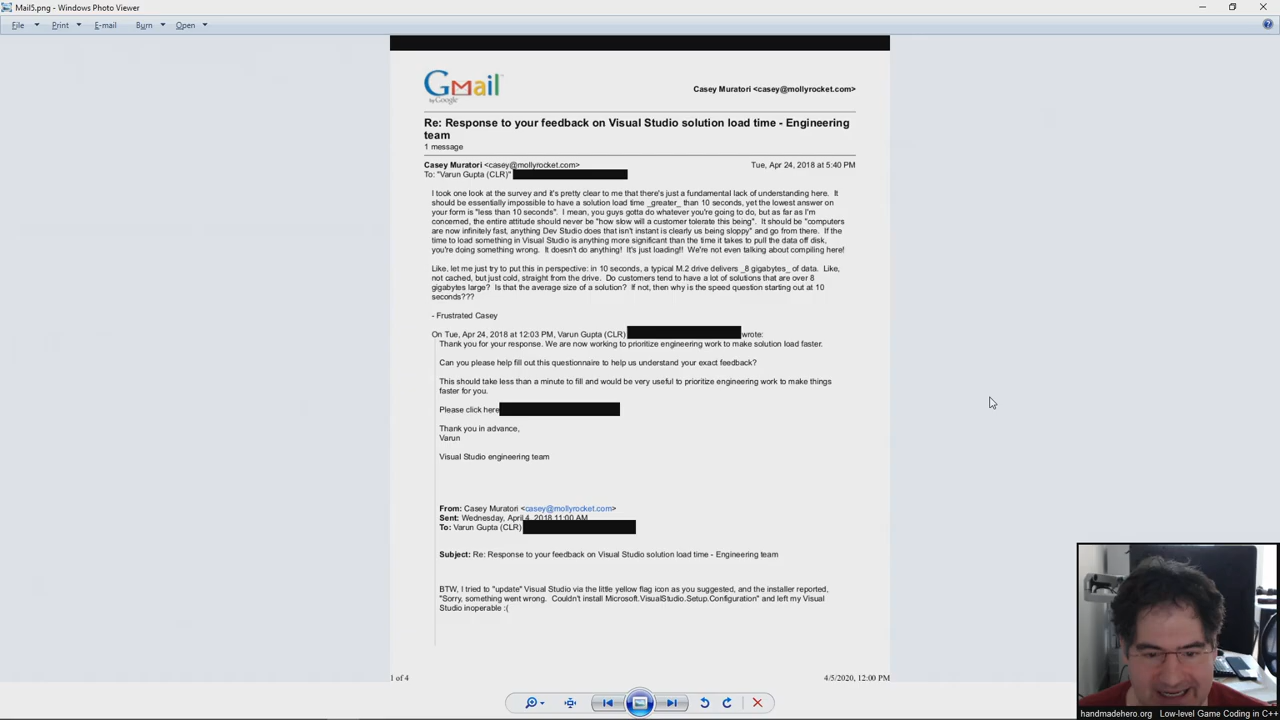 Mail5.png - Windows Photo Viewer
File Print E-mail Burn Open
Gmail
by Google
Casey Muratori <casey@mollyrocket.com>
Re: Response to your feedback on Visual Studio solution load time - Engineering
team
1 message
Casey Muratori <casey@mollyrocket.com> Tue, Apr 24, 2018 at 5:40 PM
To: "Varun Gupta (CLR)"
I took one look at the survey and it's pretty clear to me that there's just a fundamental lack of understanding here. It
should be essentially impossible to have a solution load time _greater_ than 10 seconds, yet the lowest answer on
your form is "less than 10 seconds". I mean, you guys gotta do whatever you're going to do, but as far as I'm
concerned, the entire attitude should never be "how slow will a customer tolerate this being". It should be "computers
are now infinitely fast, anything Dev Studio does that isn't instant is clearly us being sloppy" and go from there. If the
time to load something in Visual Studio is anything more significant than the time it takes to pull the data off disk,
you're doing something wrong. It doesn't do anything! It's just loading!! We're not even talking about compiling here!
Like, let me just try to put this in perspective: in 10 seconds, a typical M.2 drive delivers _8 gigabytes_ of data. Like,
not cached, but just cold, straight from the drive. Do customers tend to have a lot of solutions that are over 8
gigabytes large? Is that the average size of a solution? If not, then why is the speed question starting out at 10
seconds???
- Frustrated Casey
On Tue, Apr 24, 2018 at 12:03 PM, Varun Gupta (CLR) wrote:
Thank you for your response. We are now working to prioritize engineering work to make solution load faster.
Can you please help fill out this questionnaire to help us understand your exact feedback?
This should take less than a minute to fill and would be very useful to prioritize engineering work to make things
faster for you.
Please click here
Thank you in advance,
Varun
Visual Studio engineering team
From: Casey Muratori <casey@mollyrocket.com>
Sent: Wednesday, April 4, 2018 11:00 AM
To: Varun Gupta (CLR)
Subject: Re: Response to your feedback on Visual Studio solution load time - Engineering team
BTW, I tried to "update" Visual Studio via the little yellow flag icon as you suggested, and the installer reported,
"Sorry, something went wrong. Couldn't install Microsoft.VisualStudio.Setup.Configuration" and left my Visual
Studio inoperable :(
1 of 4 4/5/2020, 12:00 PM
handmadehero.org Low-level Game Coding in C++